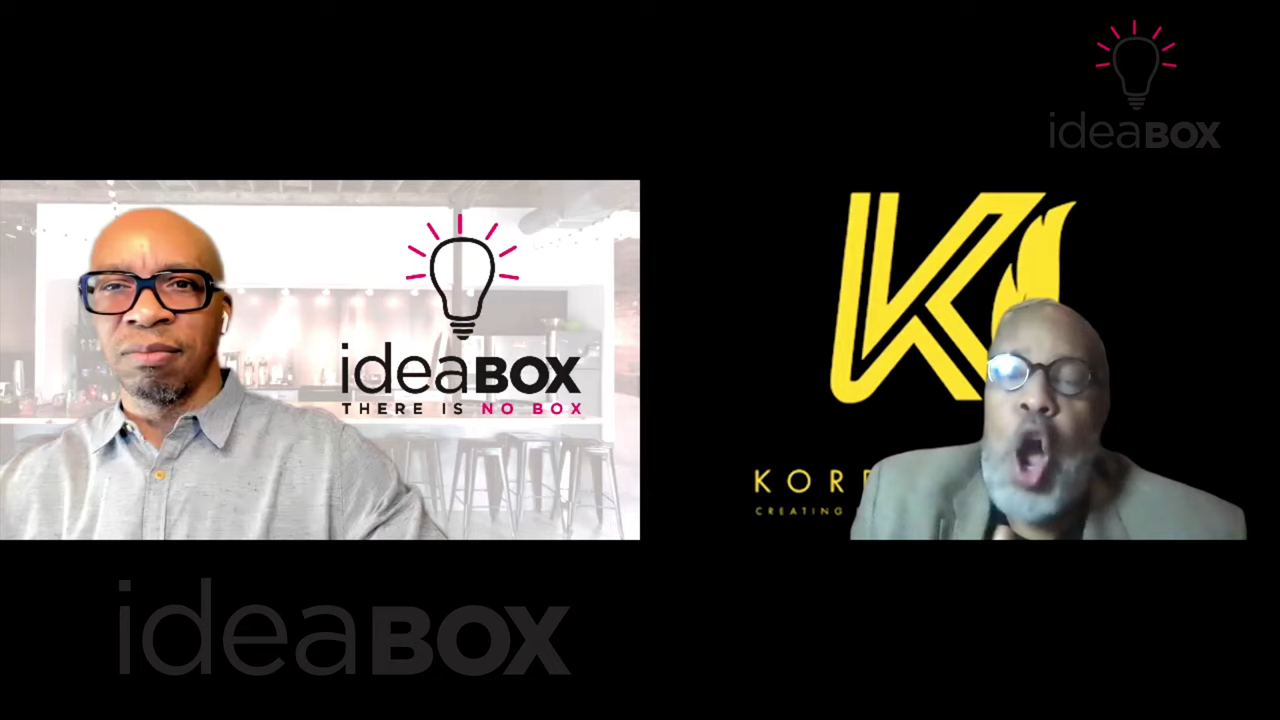 ideaBOX
ideaBOX
THERE IS NO BOX
K
KOR
CREATING
ideaBOX